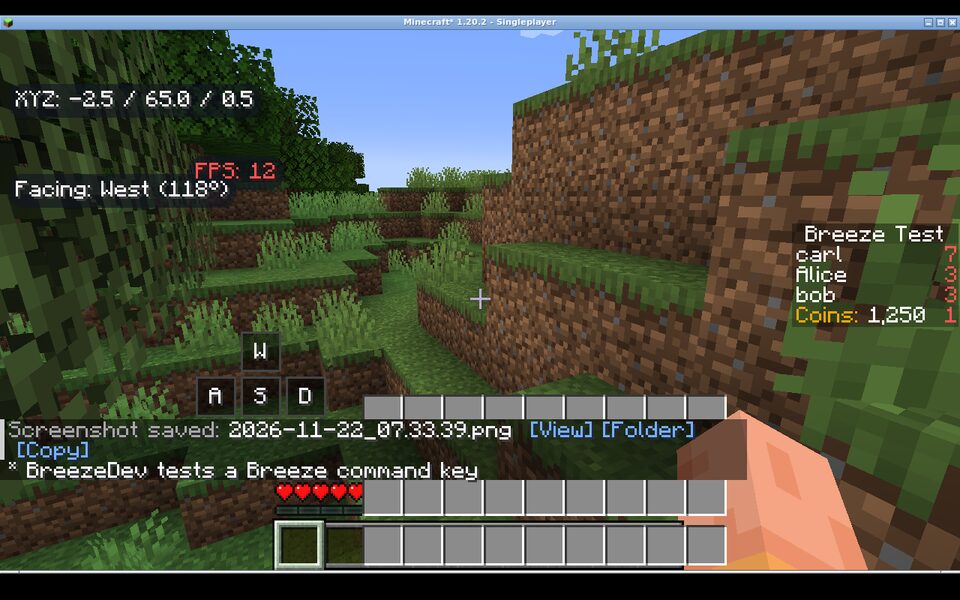 Minecraft* 1.20.2 - Singleplayer
XYZ: -2.5 / 65.0 / 0.5
FPS: 12
Facing: West (118°)
Breeze Test
carl 7
Alice 3
bob 3
Coins: 1,250 1
W
A S D
Screenshot saved: 2026-11-22_07.33.39.png [View] [Folder]
[Copy]
* BreezeDev tests a Breeze command key